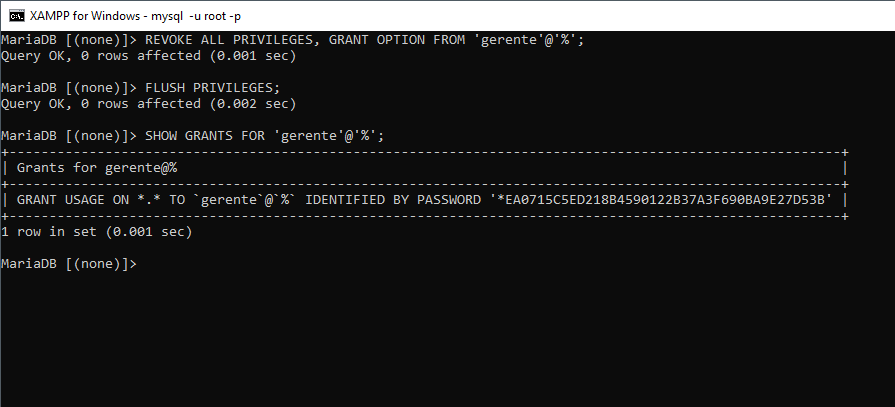 XAMPP for Windows - mysql -u root -p
MariaDB [(none)]> REVOKE ALL PRIVILEGES, GRANT OPTION FROM 'gerente'@'%';
Query OK, 0 rows affected (0.001 sec)
MariaDB [(none)]> FLUSH PRIVILEGES;
Query OK, 0 rows affected (0.002 sec)
MariaDB [(none)]> SHOW GRANTS FOR 'gerente'@'%';
+--------------------------------------------------------------------------------------------------------+
| Grants for gerente@%                                                                                   |
+--------------------------------------------------------------------------------------------------------+
| GRANT USAGE ON *.* TO `gerente`@`%` IDENTIFIED BY PASSWORD '*EA0715C5ED218B4590122B37A3F690BA9E27D53B' |
+--------------------------------------------------------------------------------------------------------+
1 row in set (0.001 sec)
MariaDB [(none)]>